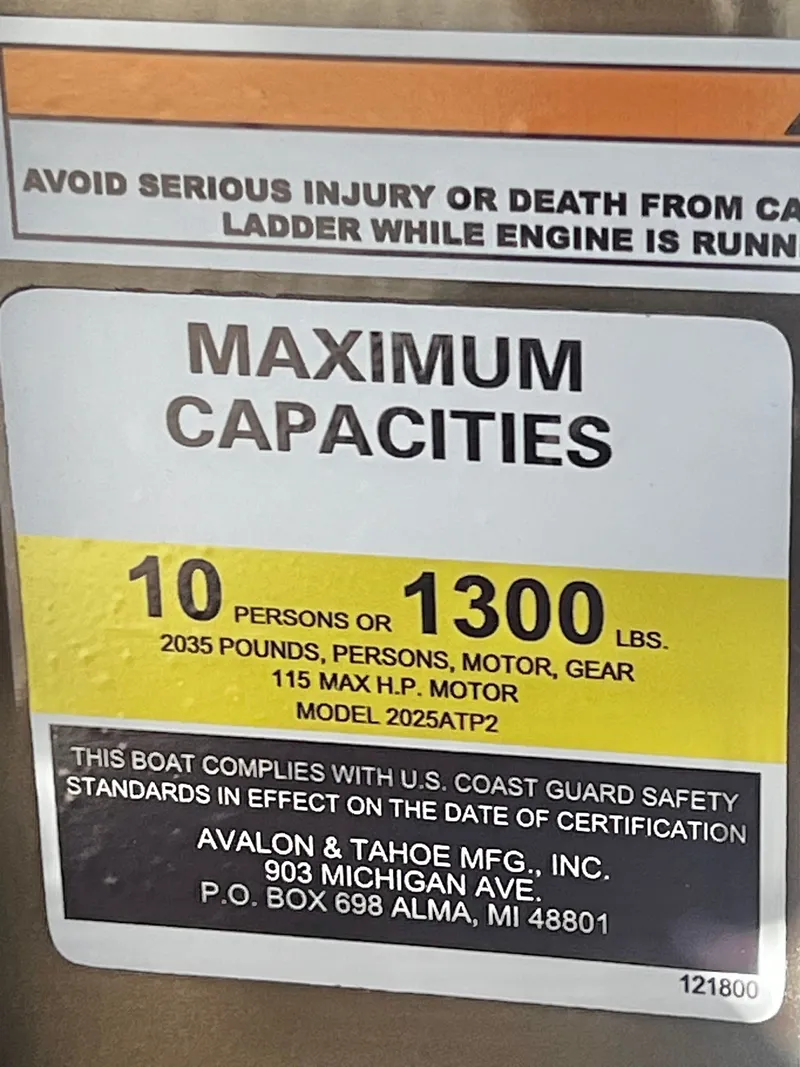 AVOID SERIOUS INJURY OR DEATH FROM CA
LADDER WHILE ENGINE IS RUNN
MAXIMUM
CAPACITIES
10 PERSONS OR 1300 LBS.
2035 POUNDS, PERSONS, MOTOR, GEAR
115 MAX H.P. MOTOR
MODEL 2025ATP2
THIS BOAT COMPLIES WITH U.S. COAST GUARD SAFETY
STANDARDS IN EFFECT ON THE DATE OF CERTIFICATION
AVALON & TAHOE MFG., INC.
903 MICHIGAN AVE.
P.O. BOX 698 ALMA, MI 48801
121800